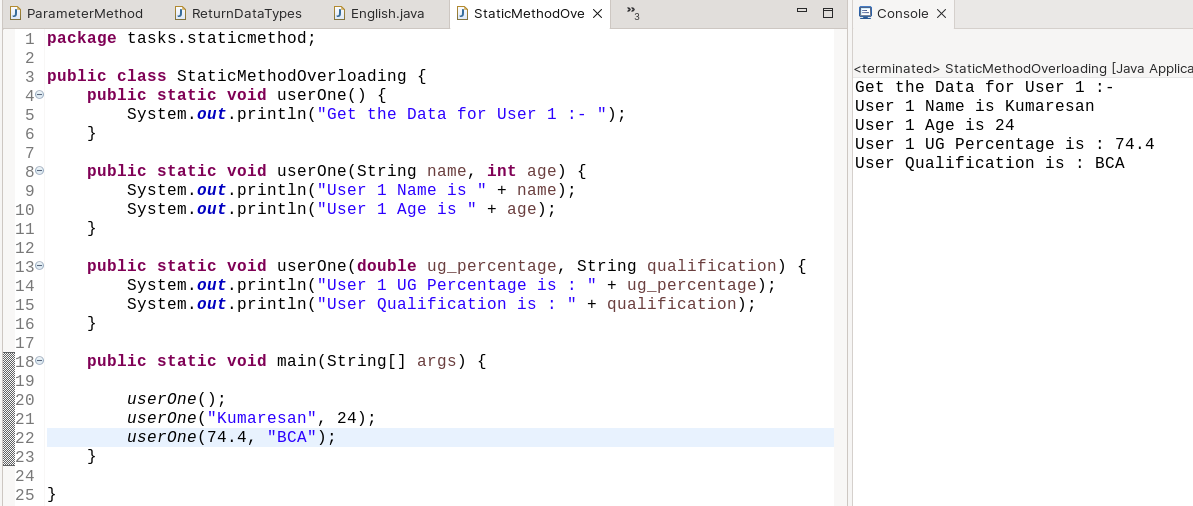 ParameterMethod ReturnDataTypes English.java StaticMethodOve »3
1 package tasks.staticmethod;
2
3 public class StaticMethodOverloading {
4 public static void userOne() {
5 System.out.println("Get the Data for User 1 :- ");
6 }
7
8 public static void userOne(String name, int age) {
9 System.out.println("User 1 Name is " + name);
10 System.out.println("User 1 Age is " + age);
11 }
12
13 public static void userOne(double ug_percentage, String qualification) {
14 System.out.println("User 1 UG Percentage is : " + ug_percentage);
15 System.out.println("User Qualification is : " + qualification);
16 }
17
18 public static void main(String[] args) {
19
20 userOne();
21 userOne("Kumaresan", 24);
22 userOne(74.4, "BCA");
23 }
24
25 }
Console
<terminated> StaticMethodOverloading [Java Applica
Get the Data for User 1 :-
User 1 Name is Kumaresan
User 1 Age is 24
User 1 UG Percentage is : 74.4
User Qualification is : BCA